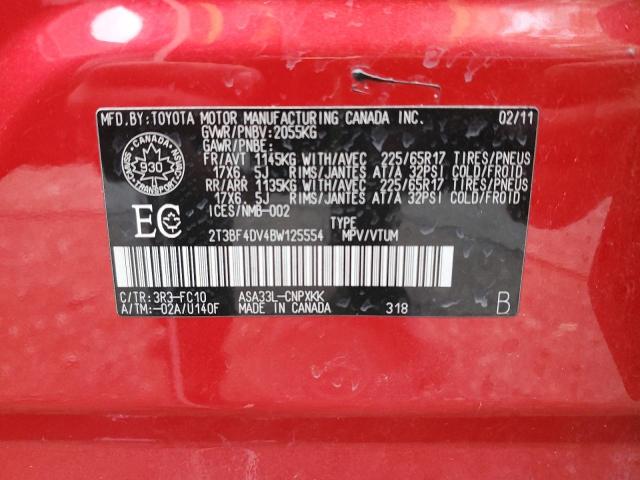 MFD.BY:TOYOTA MOTOR MANUFACTURING CANADA INC. 02/11
GVWR/PNBV:2055KG
GAWR/PNBE:
FR/AVT 1145KG WITH/AVEC 225/65R17 TIRES/PNEUS
17X6.5J RIMS/JANTES AT/A 32PSI COLD/FROID
RR/ARR 1135KG WITH/AVEC 225/65R17 TIRES/PNEUS
17X6.5J RIMS/JANTES AT/A 32PSI COLD/FROID
ICES/NMB-002
TYPE
2T3BF4DV4BW125554 MPV/VTUM
CANADA
930
TRANSPORT
EC
C/TR:3R3-FC10 ASA33L-CNPXKK
A/TM:-02A/U140F MADE IN CANADA 318 B